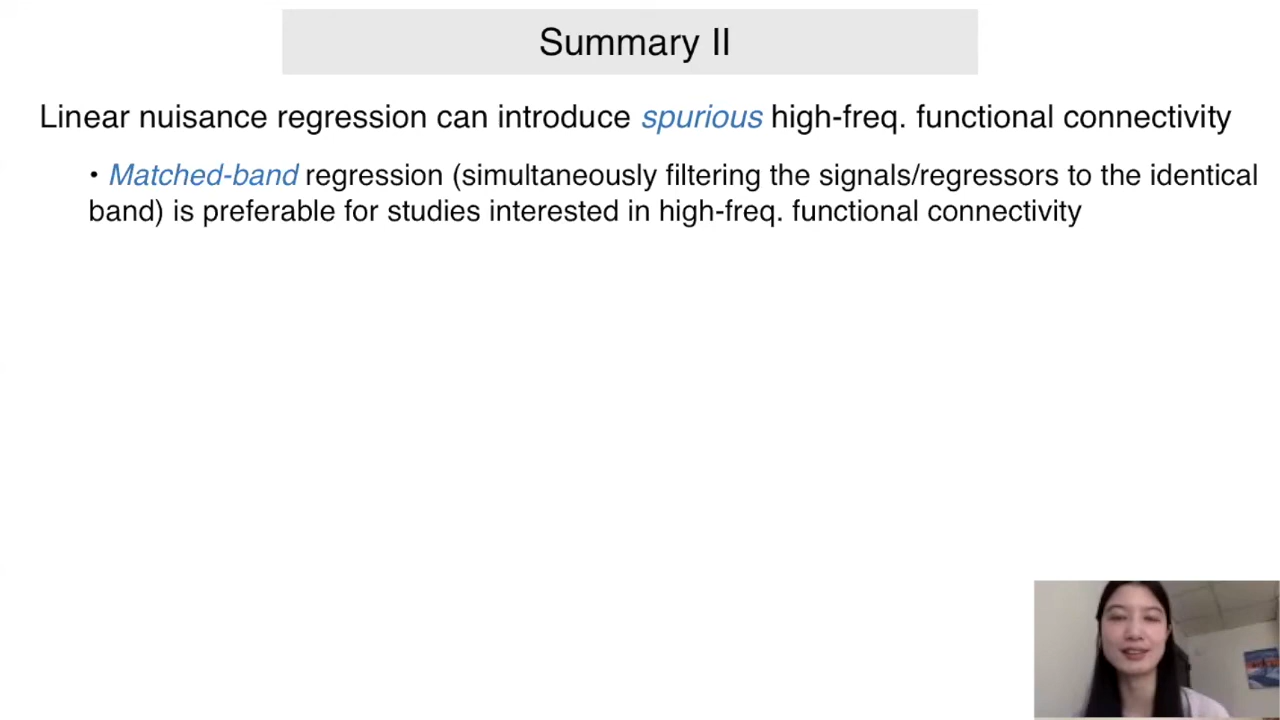 Summary II
Linear nuisance regression can introduce spurious high-freq. functional connectivity
• Matched-band regression (simultaneously filtering the signals/regressors to the identical
band) is preferable for studies interested in high-freq. functional connectivity